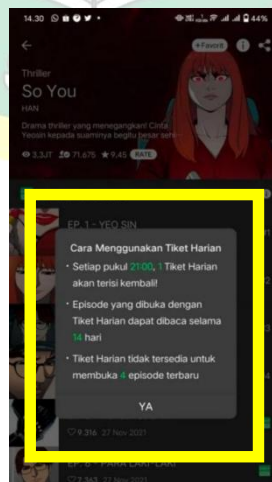 14.30
44%
+Favorit
Thriller
So You
HAN
Drama thriller yang menegangkan! Cinta
Yeosin kepada suaminya begitu besar
3,3JT 71.675 9,45 RATE
EP. 1 - YEO SIN
Cara Menggunakan Tiket Harian
• Setiap pukul 21:00, 1 Tiket Harian
akan terisi kembali!
• Episode yang dibuka dengan
Tiket Harian dapat dibaca selama
14 hari
• Tiket Harian tidak tersedia untuk
membuka 4 episode terbaru
YA
9.316 27 Nov 2021
EP. 6 - PARA LAKI-LAKI
27 Nov 2021